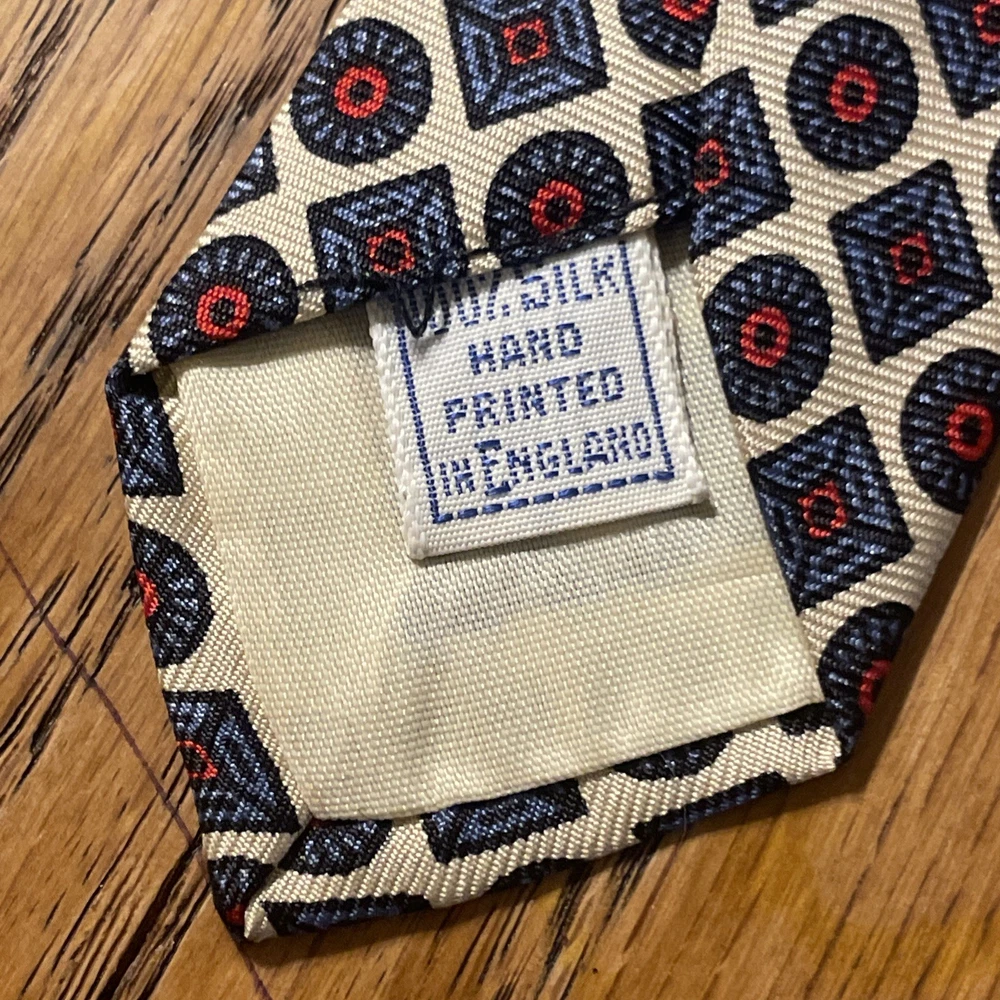 100% SILK
HAND
PRINTED
IN ENGLAND